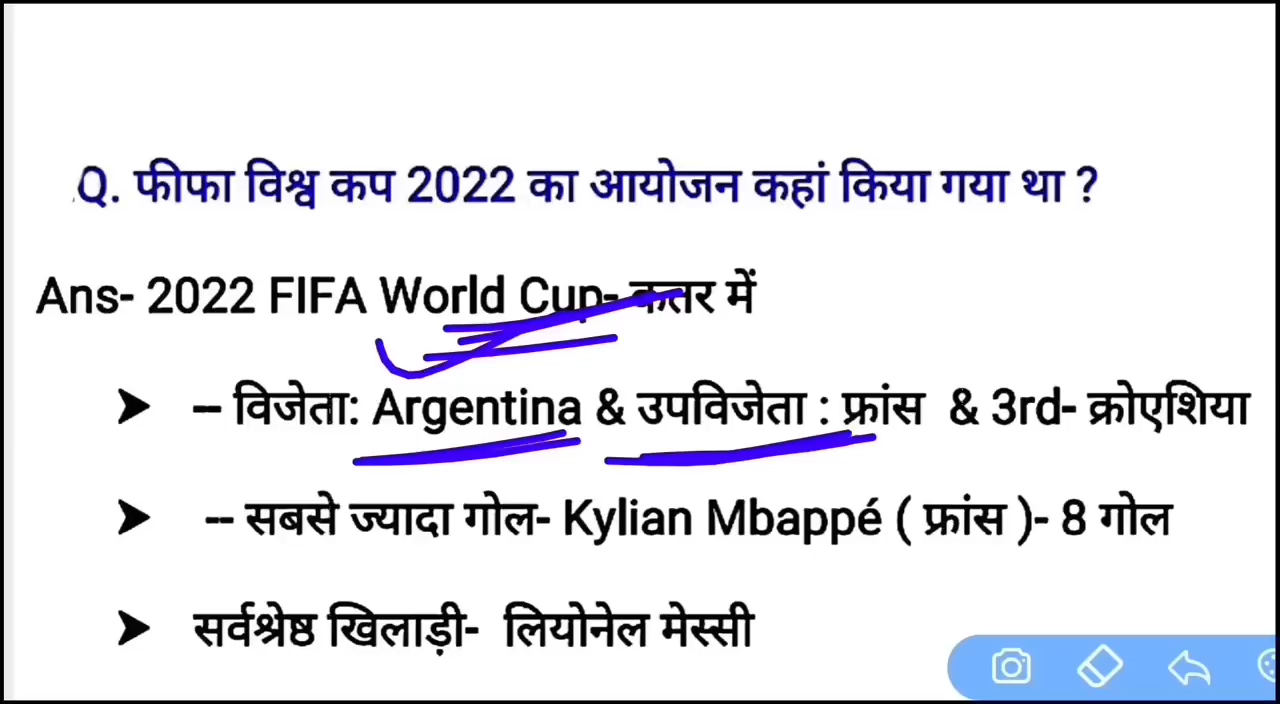 Q. फीफा विश्व कप 2022 का आयोजन कहां किया गया था ?
Ans- 2022 FIFA World Cup- कतर में
➤ -- विजेता: Argentina & उपविजेता : फ्रांस & 3rd- क्रोएशिया
➤ -- सबसे ज्यादा गोल- Kylian Mbappé ( फ्रांस )- 8 गोल
➤ सर्वश्रेष्ठ खिलाड़ी- लियोनेल मेस्सी